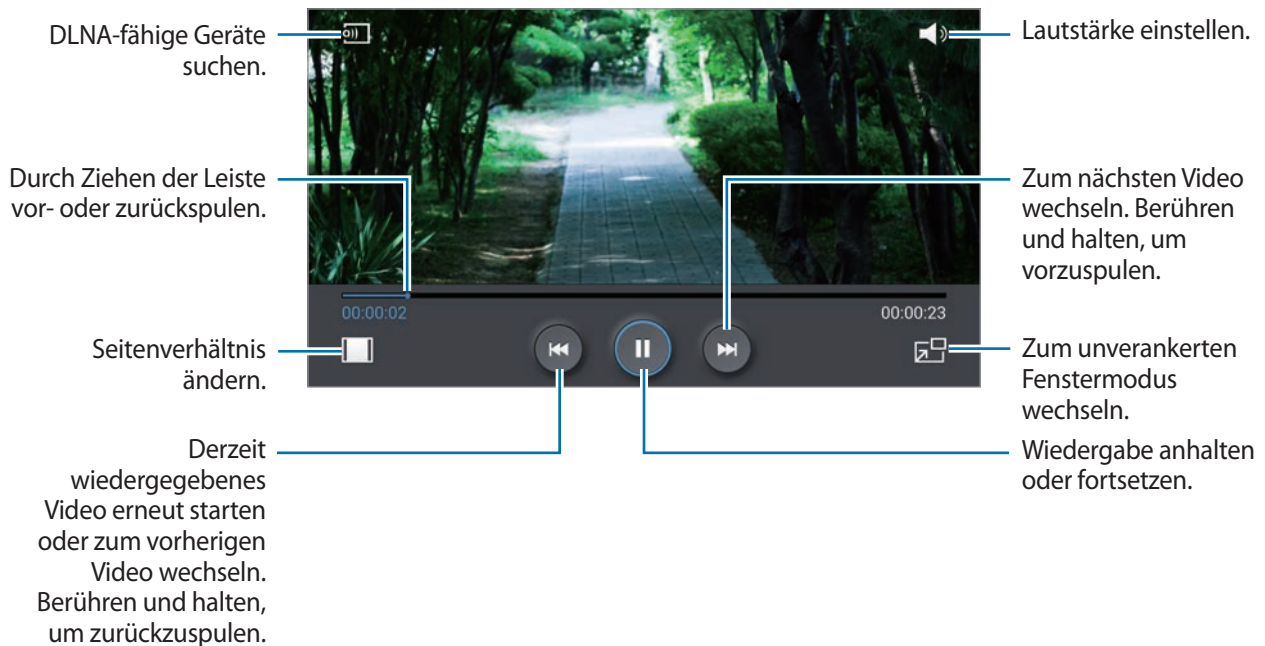 DLNA-fähige Geräte
suchen.
Lautstärke einstellen.
Durch Ziehen der Leiste
vor- oder zurückspulen.
Zum nächsten Video
wechseln. Berühren
und halten, um
vorzuspulen.
00:00:02
00:00:23
Seitenverhältnis
ändern.
Zum unverankerten
Fenstermodus
wechseln.
Derzeit
wiedergegebenes
Video erneut starten
oder zum vorherigen
Video wechseln.
Berühren und halten,
um zurückzuspulen.
Wiedergabe anhalten
oder fortsetzen.